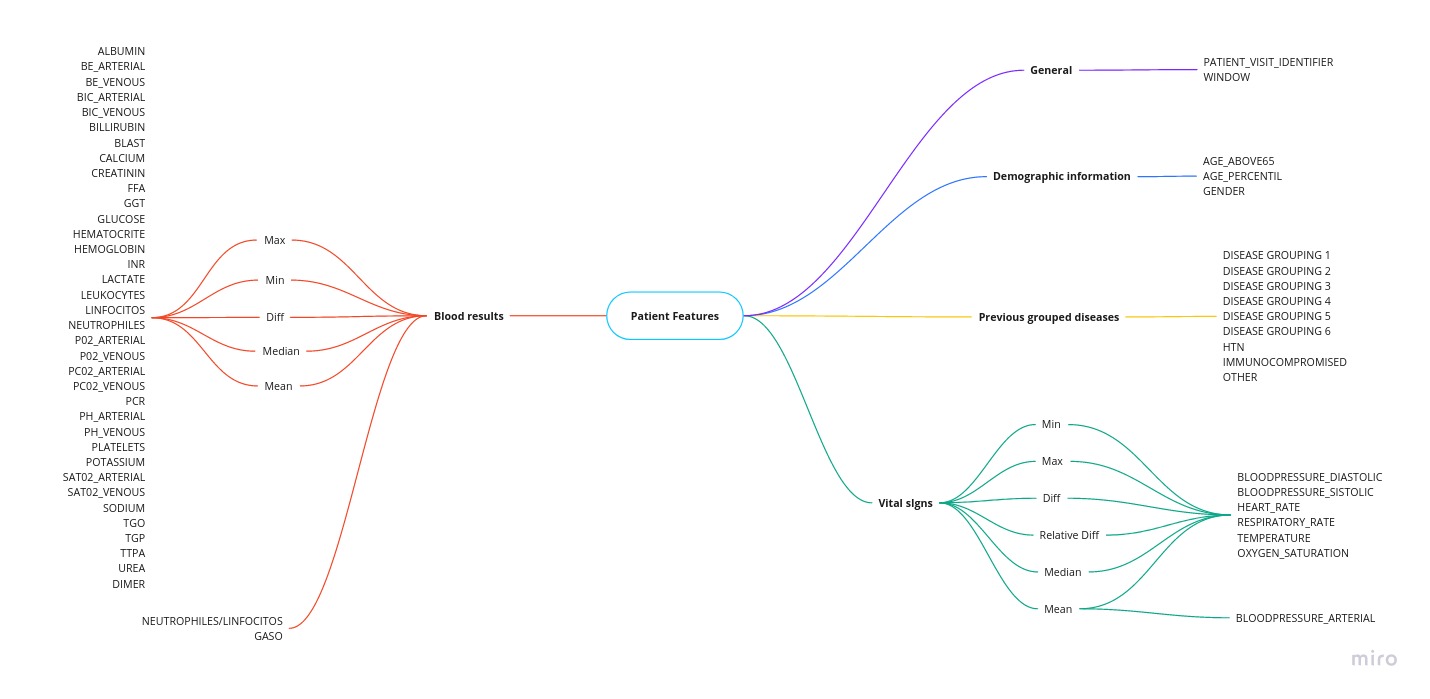 ALBUMIN
BE_ARTERIAL
BE_VENOUS
BIC_ARTERIAL
BIC_VENOUS
BILLIRUBIN
BLAST
CALCIUM
CREATININ
FFA
GGT
GLUCOSE
HEMATOCRITE
HEMOGLOBIN
INR
LACTATE
LEUKOCYTES
LINFOCITOS
NEUTROPHILES
P02_ARTERIAL
P02_VENOUS
PC02_ARTERIAL
PC02_VENOUS
PCR
PH_ARTERIAL
PH_VENOUS
PLATELETS
POTASSIUM
SAT02_ARTERIAL
SAT02_VENOUS
SODIUM
TGO
TGP
TTPA
UREA
DIMER
NEUTROPHILES/LINFOCITOS
GASO
Max
Min
Diff
Median
Mean
Blood results
Patient Features
General
PATIENT_VISIT_IDENTIFIER
WINDOW
Demographic information
AGE_ABOVE65
AGE_PERCENTIL
GENDER
Previous grouped diseases
DISEASE GROUPING 1
DISEASE GROUPING 2
DISEASE GROUPING 3
DISEASE GROUPING 4
DISEASE GROUPING 5
DISEASE GROUPING 6
HTN
IMMUNOCOMPROMISED
OTHER
Vital sIgns
Min
Max
Diff
Relative Diff
Median
Mean
BLOODPRESSURE_DIASTOLIC
BLOODPRESSURE_SISTOLIC
HEART_RATE
RESPIRATORY_RATE
TEMPERATURE
OXYGEN_SATURATION
BLOODPRESSURE_ARTERIAL
miro